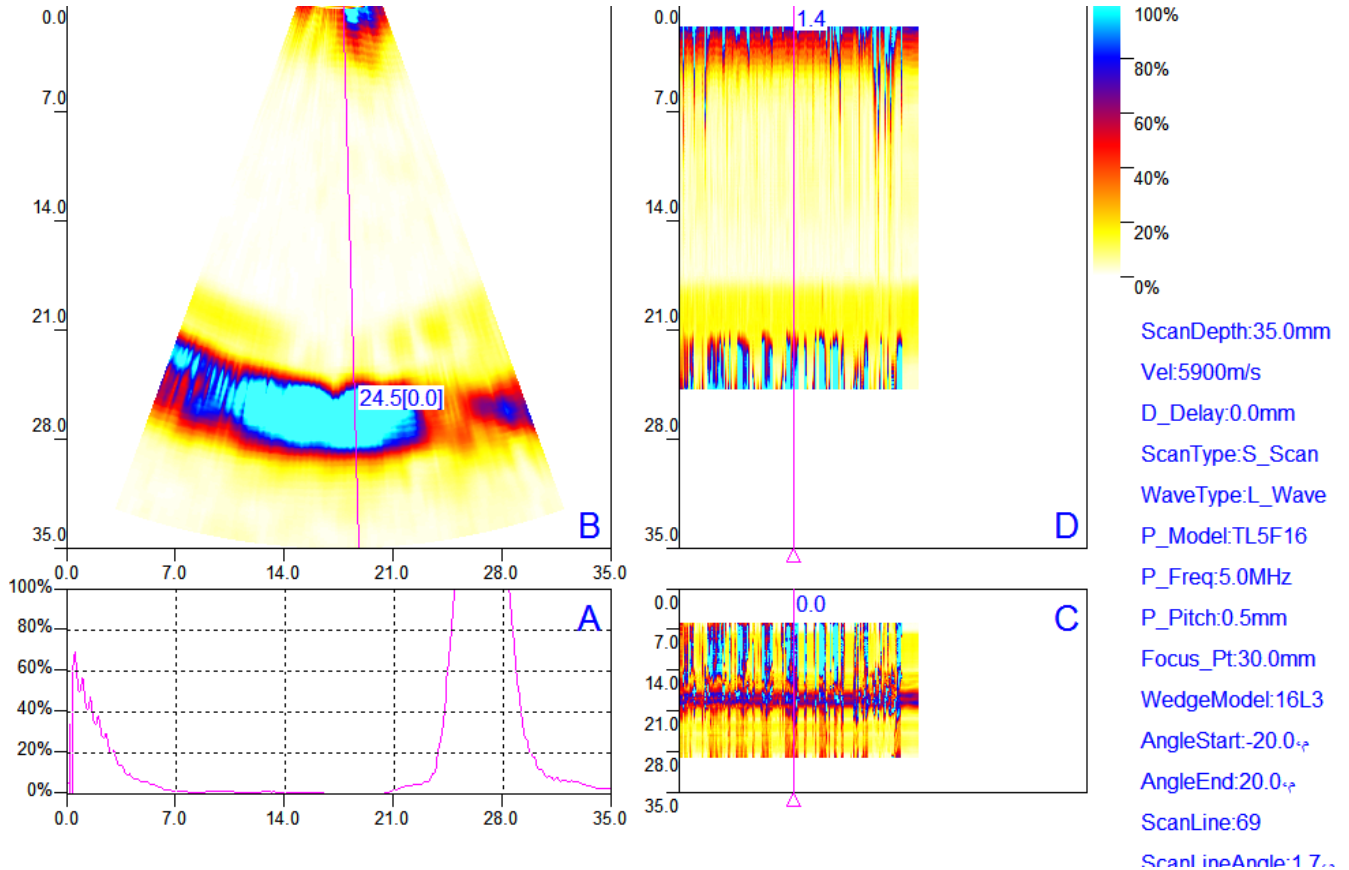 0.0
7.0
14.0
21.0
28.0
35.0
24.5[0.0]
B
0.0 7.0 14.0 21.0 28.0 35.0
0.0
7.0
14.0
21.0
28.0
35.0
1.4
D
100%
80%
60%
40%
20%
0%
100%
80%
60%
40%
20%
0%
A
0.0 7.0 14.0 21.0 28.0 35.0
0.0
7.0
14.0
21.0
28.0
35.0
0.0
C
ScanDepth:35.0mm
Vel:5900m/s
D_Delay:0.0mm
ScanType:S_Scan
WaveType:L_Wave
P_Model:TL5F16
P_Freq:5.0MHz
P_Pitch:0.5mm
Focus_Pt:30.0mm
WedgeModel:16L3
AngleStart:-20.0
AngleEnd:20.0
ScanLine:69
ScanLineAngle:1.7